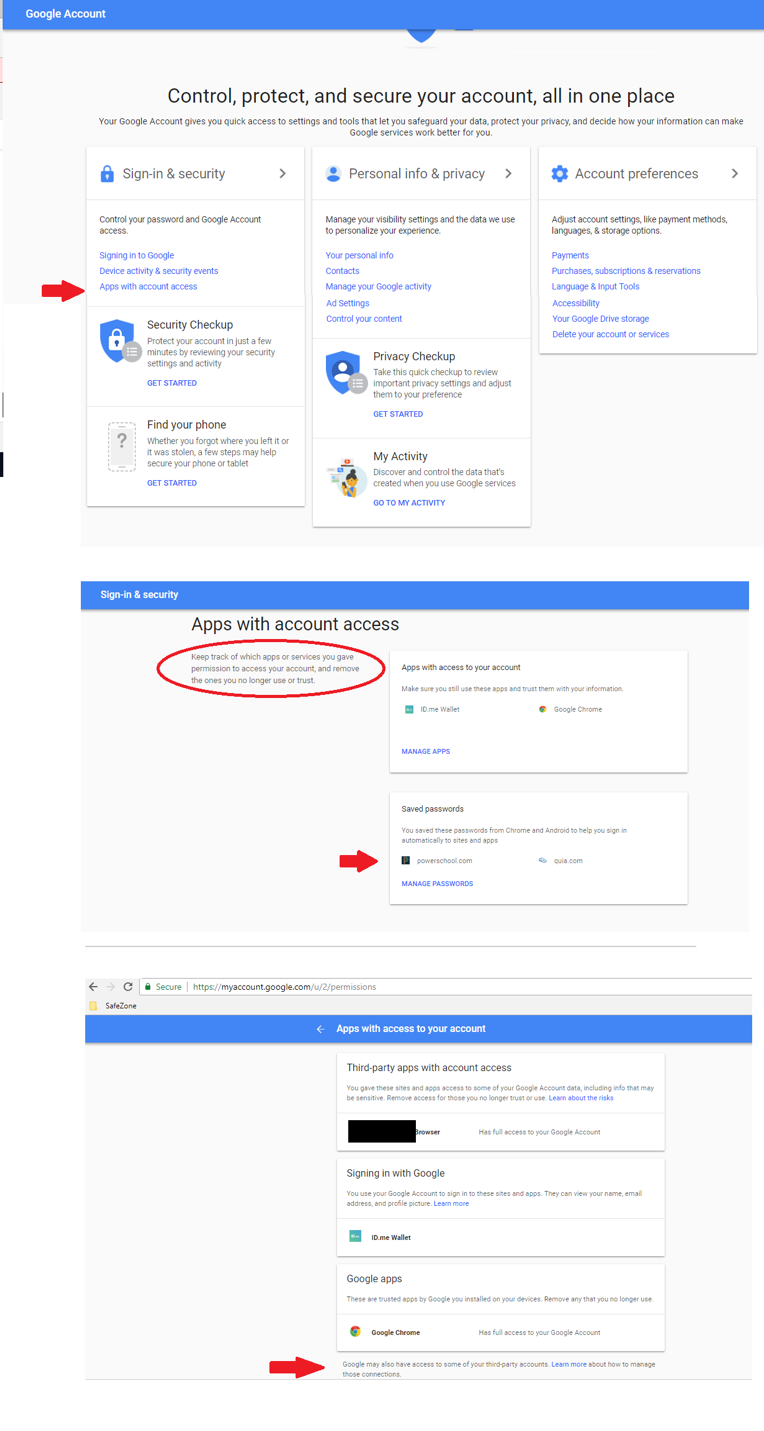 Google Account
Control, protect, and secure your account, all in one place
Your Google Account gives you quick access to settings and tools that let you safeguard your data, protect your privacy, and decide how your information can make
Google services work better for you.
Sign-in & security
Control your password and Google Account
access.
Signing in to Google
Device activity & security events
Apps with account access
Security Checkup
Protect your account in just a few
minutes by reviewing your security
settings and activity
GET STARTED
Find your phone
Whether you forgot where you left it or
it was stolen, a few steps may help
secure your phone or tablet
GET STARTED
Personal info & privacy
Manage your visibility settings and the data we use
to personalize your experience.
Your personal info
Contacts
Manage your Google activity
Ad Settings
Control your content
Privacy Checkup
Take this quick checkup to review
important privacy settings and adjust
them to your preference
GET STARTED
My Activity
Discover and control the data that's
created when you use Google services
GO TO MY ACTIVITY
Account preferences
Adjust account settings, like payment methods,
languages, & storage options.
Payments
Purchases, subscriptions & reservations
Language & Input Tools
Accessibility
Your Google Drive storage
Delete your account or services
Sign-in & security
Apps with account access
Keep track of which apps or services you gave
permission to access your account, and remove
the ones you no longer use or trust.
Apps with access to your account
Make sure you still use these apps and trust them with your information.
ID.me Wallet
Google Chrome
MANAGE APPS
Saved passwords
You saved these passwords from Chrome and Android to help you sign in
automatically to sites and apps
powerschool.com
quia.com
MANAGE PASSWORDS
Secure https://myaccount.google.com/u/2/permissions
SafeZone
Apps with access to your account
Third-party apps with account access
You gave these sites and apps access to some of your Google Account data, including info that may
be sensitive. Remove access for those you no longer trust or use. Learn about the risks
Browser Has full access to your Google Account
Signing in with Google
You use your Google Account to sign in to these sites and apps. They can view your name, email
address, and profile picture. Learn more
ID.me Wallet
Google apps
These are trusted apps by Google you installed on your devices. Remove any that you no longer use.
Google Chrome Has full access to your Google Account
Google may also have access to some of your third-party accounts. Learn more about how to manage
those connections.